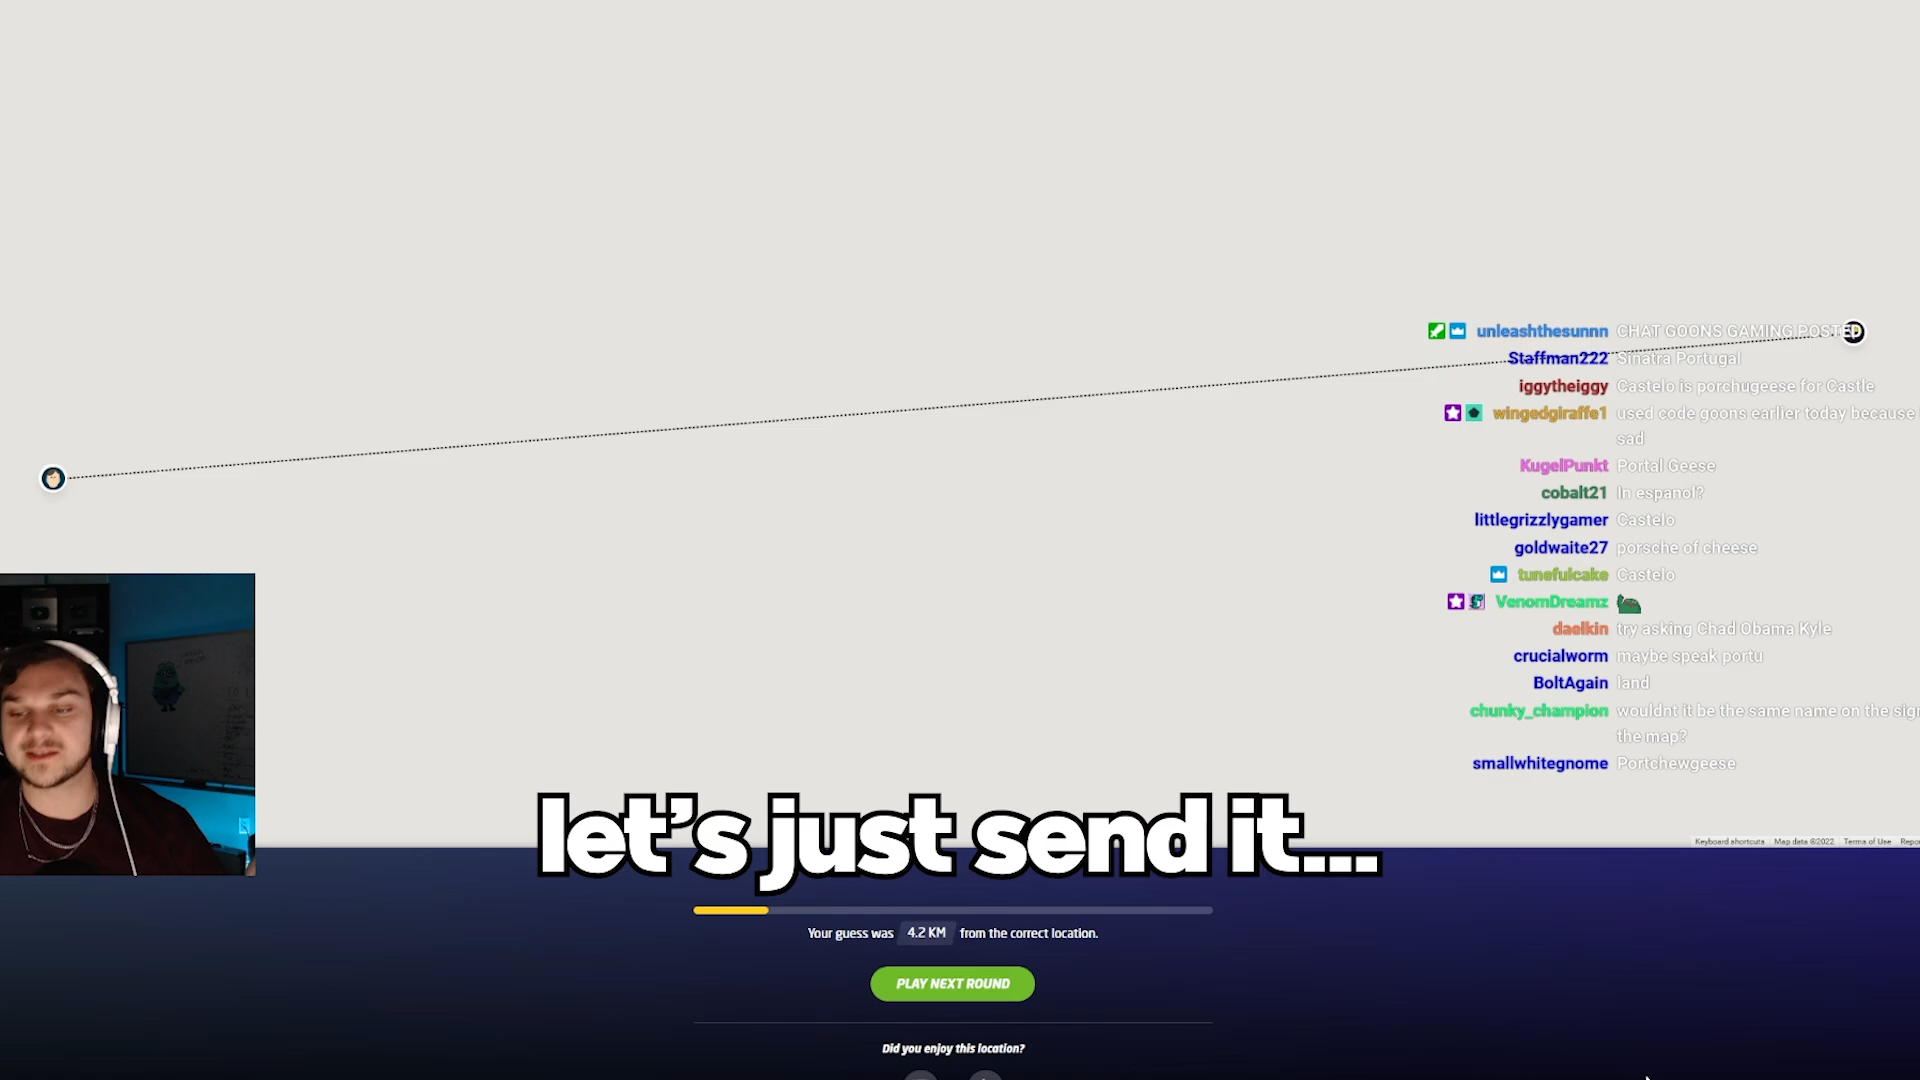 unleashthesunnn CHAT GOONS GAMING POSTED
Staffman222 Sinatra Portugal
iggytheiggy Castelo is porchugeese for Castle
wingedgiraffe1 used code goons earlier today because
sad
KugelPunkt Portal Geese
cobalt21 In espanol?
littlegrizzlygamer Castelo
goldwaite27 porsche of cheese
tunefulcake Castelo
VenomDreamz
daelkin try asking Chad Obama Kyle
crucialworm maybe speak portu
BoltAgain land
chunky_champion wouldnt it be the same name on the sign
the map?
smallwhitegnome Portchewgeese
let's just send it...
Keyboard shortcuts Map data ©2022 Terms of Use Repo
Your guess was 4.2 KM from the correct location.
PLAY NEXT ROUND
Did you enjoy this location?